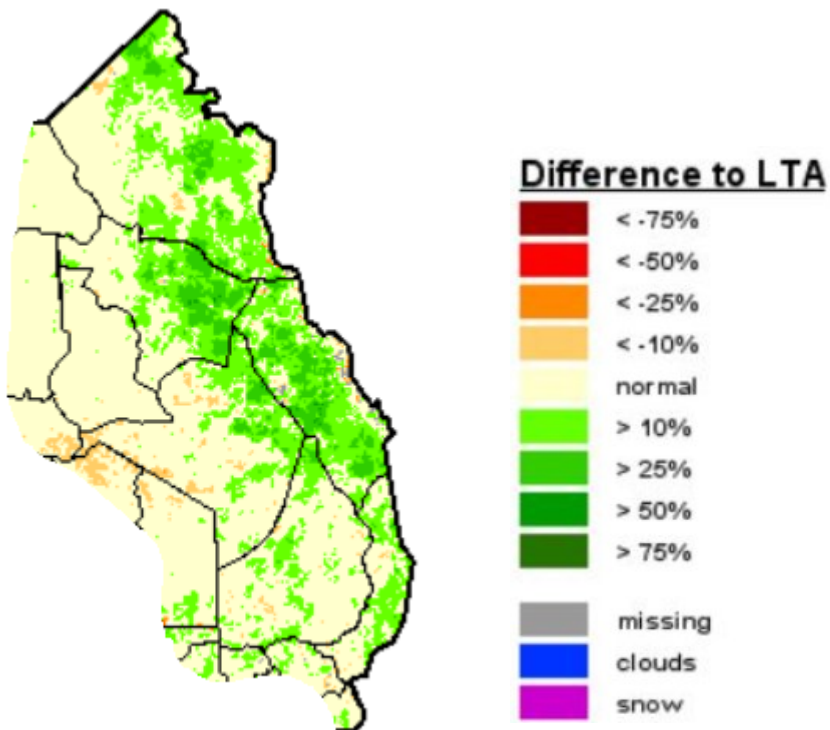 Difference to LTA
< -75%
< -50%
< -25%
< -10%
normal
> 10%
> 25%
> 50%
> 75%
missing
clouds
snow